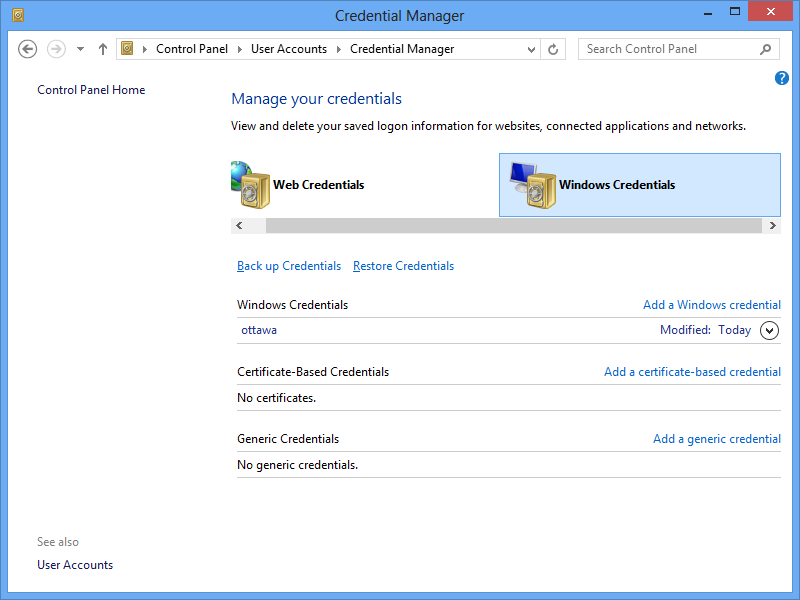 Credential Manager
Control Panel User Accounts Credential Manager Search Control Panel
Control Panel Home
Manage your credentials
View and delete your saved logon information for websites, connected applications and networks.
Web Credentials Windows Credentials
Back up Credentials Restore Credentials
Windows Credentials Add a Windows credential
ottawa Modified: Today
Certificate-Based Credentials Add a certificate-based credential
No certificates.
Generic Credentials Add a generic credential
No generic credentials.
See also
User Accounts